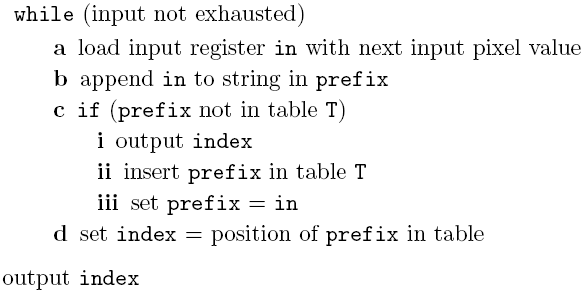 while (input not exhausted)
a load input register in with next input pixel value
b append in to string in prefix
c if (prefix not in table T)
i output index
ii insert prefix in table T
iii set prefix = in
d set index = position of prefix in table
output index